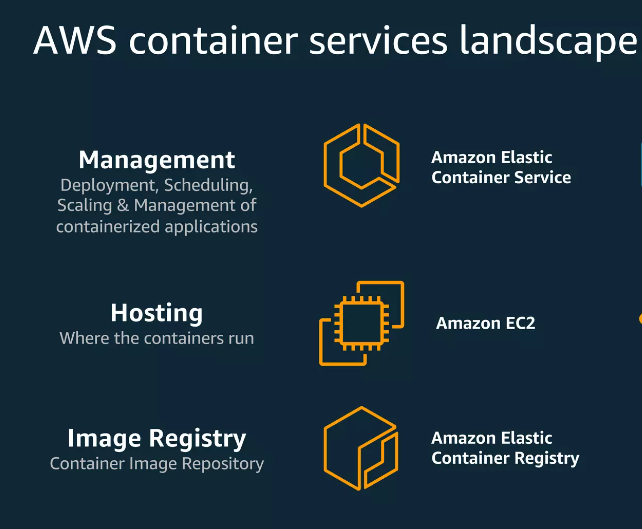 AWS container services landscape
Management
Deployment, Scheduling,
Scaling & Management of
containerized applications
Amazon Elastic
Container Service
Hosting
Where the containers run
Amazon EC2
Image Registry
Container Image Repository
Amazon Elastic
Container Registry